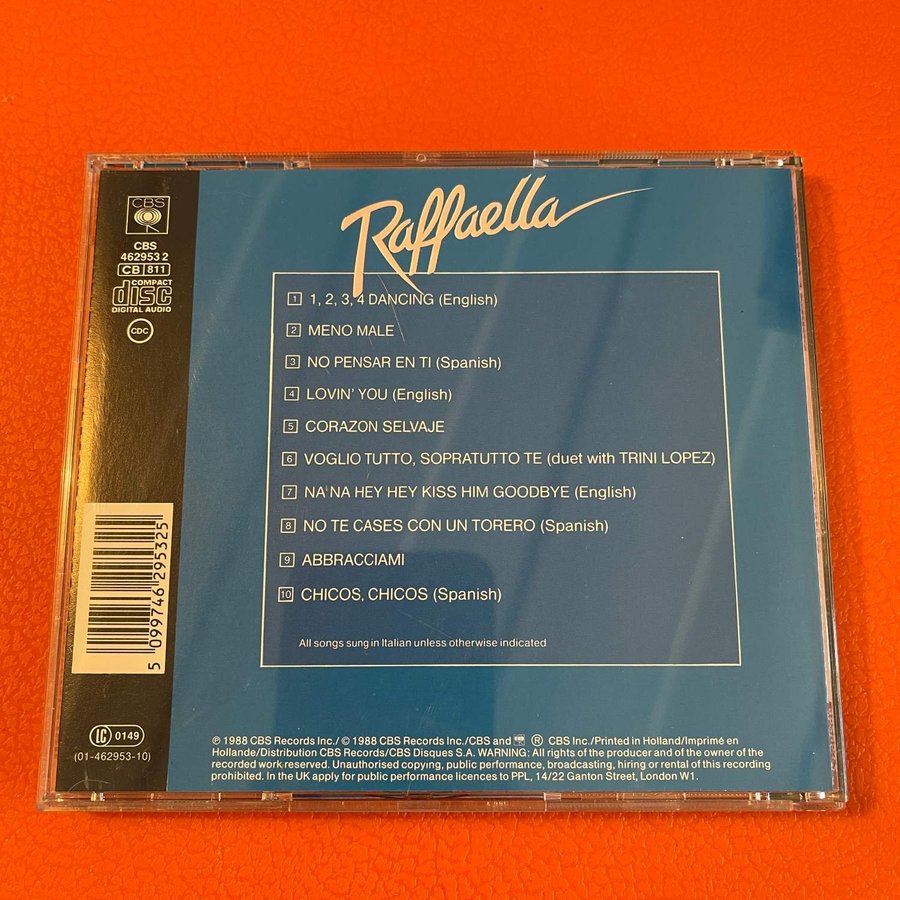 CBS
CBS
462953 2
CB 811
COMPACT
disc
DIGITAL AUDIO
CDC
Raffaella
1 1, 2, 3, 4 DANCING (English)
2 MENO MALE
3 NO PENSAR EN TI (Spanish)
4 LOVIN' YOU (English)
5 CORAZON SELVAJE
6 VOGLIO TUTTO, SOPRATUTTO TE (duet with TRINI LOPEZ)
7 NA NA HEY HEY KISS HIM GOODBYE (English)
8 NO TE CASES CON UN TORERO (Spanish)
9 ABBRACCIAMI
10 CHICOS, CHICOS (Spanish)
All songs sung in Italian unless otherwise indicated
5 099746 295325
LC 0149
(01-462953-10)
℗ 1988 CBS Records Inc./© 1988 CBS Records Inc./CBS and ® CBS Inc./Printed in Holland/Imprimé en
Hollande/Distribution CBS Records/CBS Disques S.A. WARNING: All rights of the producer and of the owner of the
recorded work reserved. Unauthorised copying, public performance, broadcasting, hiring or rental of this recording
prohibited. In the UK apply for public performance licences to PPL, 14/22 Ganton Street, London W1.